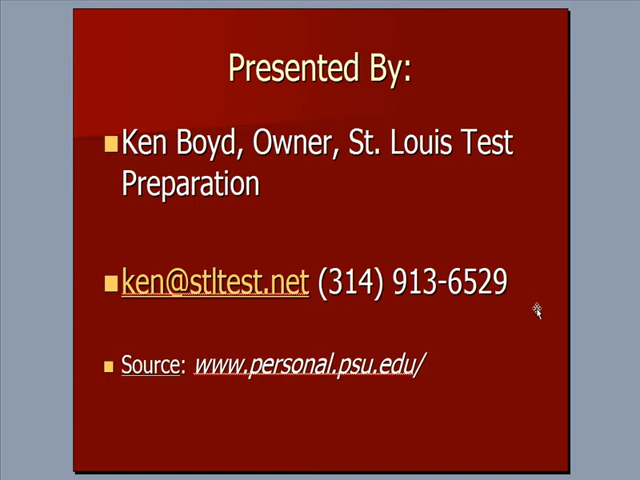 Presented By:
Ken Boyd, Owner, St. Louis Test
Preparation
ken@stltest.net (314) 913-6529
Source: www.personal.psu.edu/